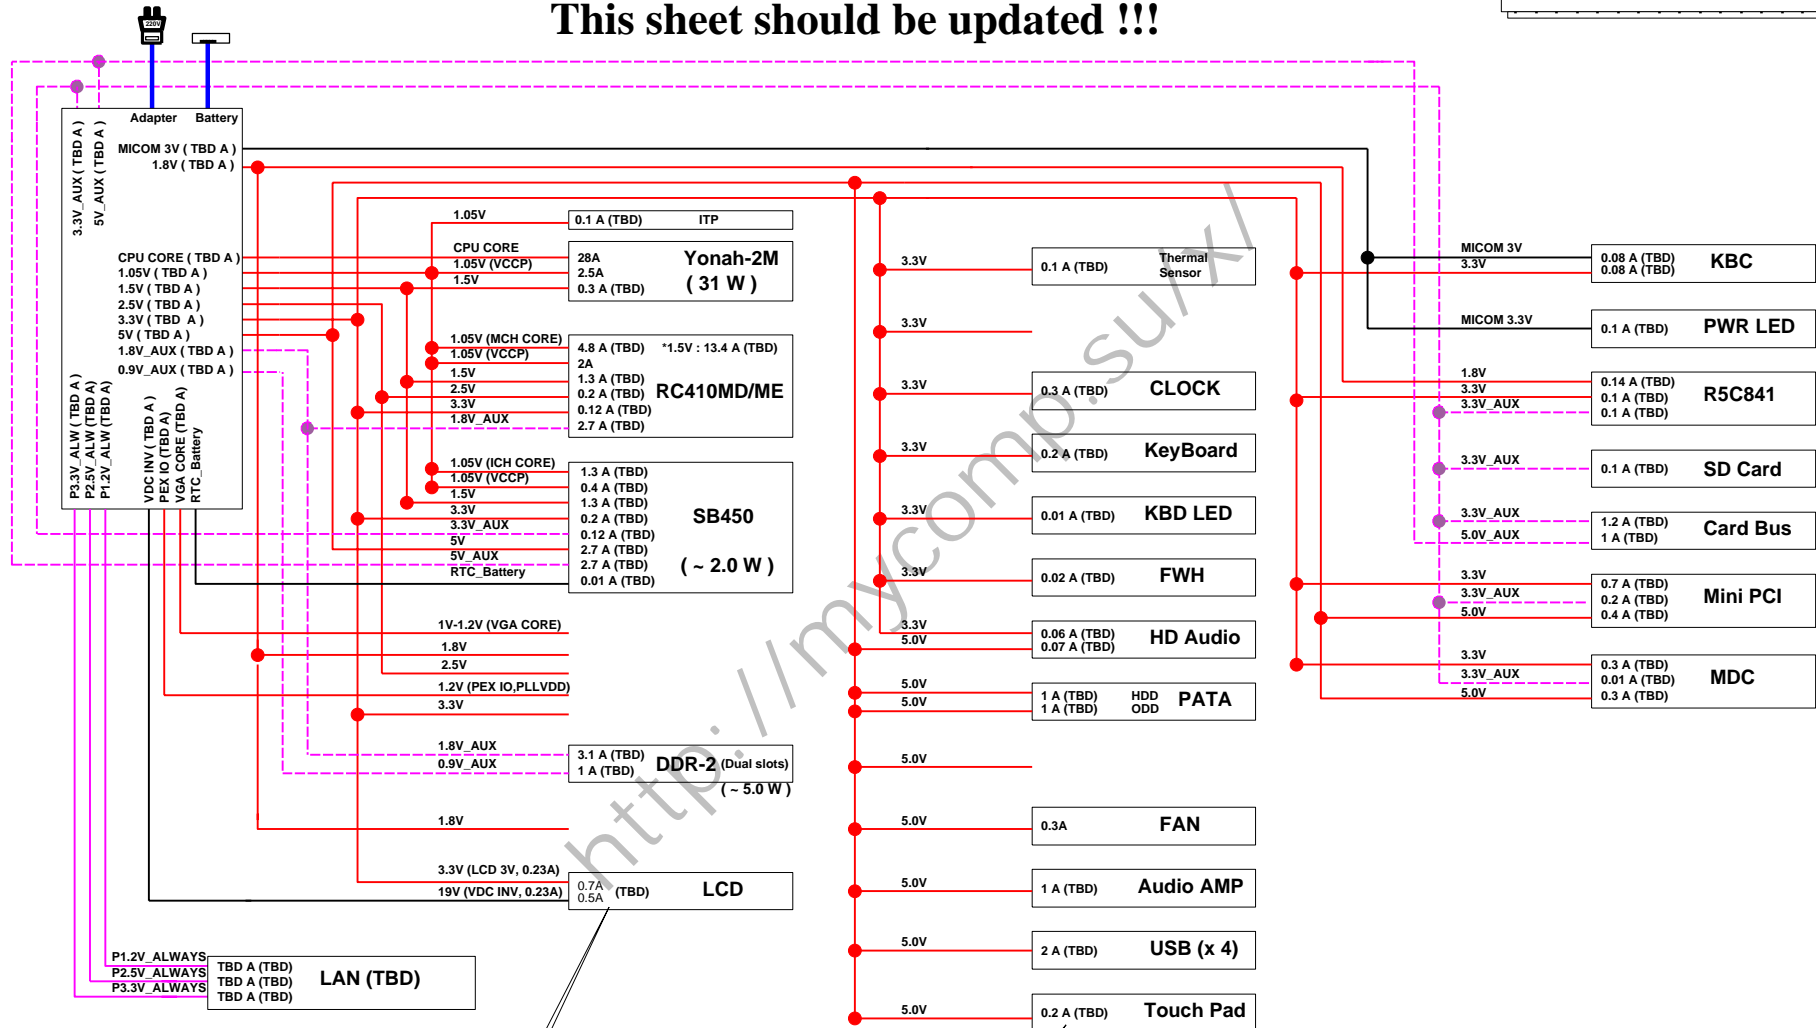 This sheet should be updated !!!
220V
Adapter Battery
3.3V_AUX ( TBD A )
5V_AUX ( TBD A )
MICOM 3V ( TBD A )
1.8V ( TBD A )
CPU CORE ( TBD A )
1.05V ( TBD A )
1.5V ( TBD A )
2.5V ( TBD A )
3.3V ( TBD A )
5V ( TBD A )
1.8V_AUX ( TBD A )
0.9V_AUX ( TBD A )
P3.3V_ALW ( TBD A )
P2.5V_ALW (TBD A)
P1.2V_ALW (TBD A)
VDC INV ( TBD A )
PEX IO (TBD A)
VGA CORE (TBD A)
RTC_Battery
1.05V
0.1 A (TBD) ITP
CPU CORE
1.05V (VCCP)
1.5V
28A
2.5A
0.3 A (TBD)
Yonah-2M
( 31 W )
1.05V (MCH CORE)
1.05V (VCCP)
1.5V
2.5V
3.3V
1.8V_AUX
4.8 A (TBD) *1.5V : 13.4 A (TBD)
2A
1.3 A (TBD)
0.2 A (TBD)
0.12 A (TBD)
2.7 A (TBD)
RC410MD/ME
1.05V (ICH CORE)
1.05V (VCCP)
1.5V
3.3V
3.3V_AUX
5V
5V_AUX
RTC_Battery
1.3 A (TBD)
0.4 A (TBD)
1.3 A (TBD)
0.2 A (TBD)
0.12 A (TBD)
2.7 A (TBD)
2.7 A (TBD)
0.01 A (TBD)
SB450
( ~ 2.0 W )
1V-1.2V (VGA CORE)
1.8V
2.5V
1.2V (PEX IO,PLLVDD)
3.3V
1.8V_AUX
0.9V_AUX
3.1 A (TBD)
1 A (TBD)
DDR-2 (Dual slots)
( ~ 5.0 W )
1.8V
3.3V (LCD 3V, 0.23A)
19V (VDC INV, 0.23A)
0.7A
0.5A
(TBD)
LCD
P1.2V_ALWAYS
P2.5V_ALWAYS
P3.3V_ALWAYS
TBD A (TBD)
TBD A (TBD)
TBD A (TBD)
LAN (TBD)
3.3V
0.1 A (TBD)
Thermal
Sensor
3.3V
3.3V
0.3 A (TBD) CLOCK
3.3V
0.2 A (TBD) KeyBoard
3.3V
0.01 A (TBD) KBD LED
3.3V
0.02 A (TBD) FWH
3.3V
5.0V
0.06 A (TBD)
0.07 A (TBD)
HD Audio
5.0V
5.0V
1 A (TBD) HDD
1 A (TBD) ODD
PATA
5.0V
5.0V
0.3A FAN
5.0V
1 A (TBD) Audio AMP
5.0V
2 A (TBD) USB (x 4)
5.0V
0.2 A (TBD) Touch Pad
MICOM 3V
3.3V
0.08 A (TBD)
0.08 A (TBD)
KBC
MICOM 3.3V
0.1 A (TBD) PWR LED
1.8V
3.3V
3.3V_AUX
0.14 A (TBD)
0.1 A (TBD)
0.1 A (TBD)
R5C841
3.3V_AUX
0.1 A (TBD) SD Card
3.3V_AUX
5.0V_AUX
1.2 A (TBD)
1 A (TBD)
Card Bus
3.3V
3.3V_AUX
5.0V
0.7 A (TBD)
0.2 A (TBD)
0.4 A (TBD)
Mini PCI
3.3V
3.3V_AUX
5.0V
0.3 A (TBD)
0.01 A (TBD)
0.3 A (TBD)
MDC
http://mycomp.su/x/